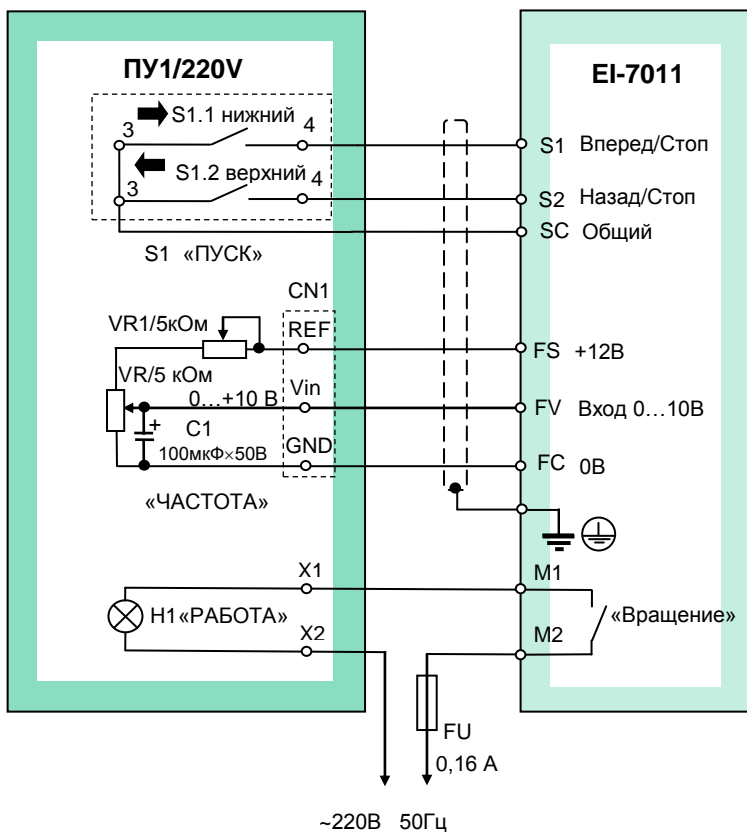 ПУ1/220V
EI-7011
S1.1 нижний
3
4
S1 Вперед/Стоп
S1.2 верхний
3
4
S2 Назад/Стоп
SC Общий
S1 «ПУСК»
CN1
VR1/5кОм
REF
FS +12В
VR/5 кОм
0...+10 В
Vin
FV Вход 0...10В
+
C1
100мкФ×50В
GND
FC 0В
«ЧАСТОТА»
X1
M1
H1«РАБОТА»
«Вращение»
X2
M2
FU
0,16 А
~220В 50Гц